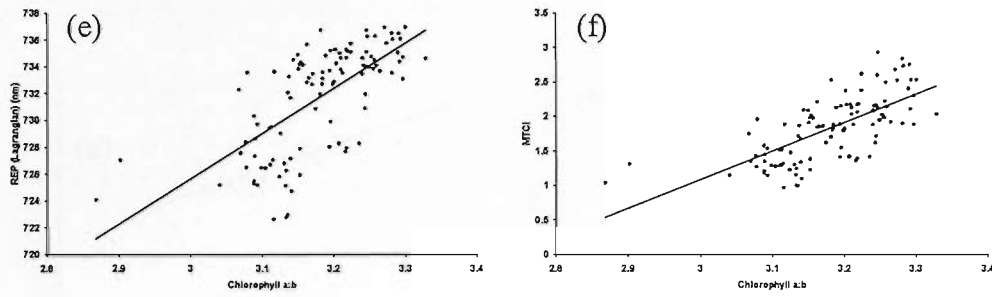 (e)
738
736
734
732
730
728
726
724
722
720
REP (Lagrangian) (nm)
2.8 2.9 3 3.1 3.2 3.3 3.4
Chlorophyll a:b
(f)
3.5
3
2.5
2
1.5
1
0.5
0
MTCI
2.8 2.9 3 3.1 3.2 3.3 3.4
Chlorophyll a:b